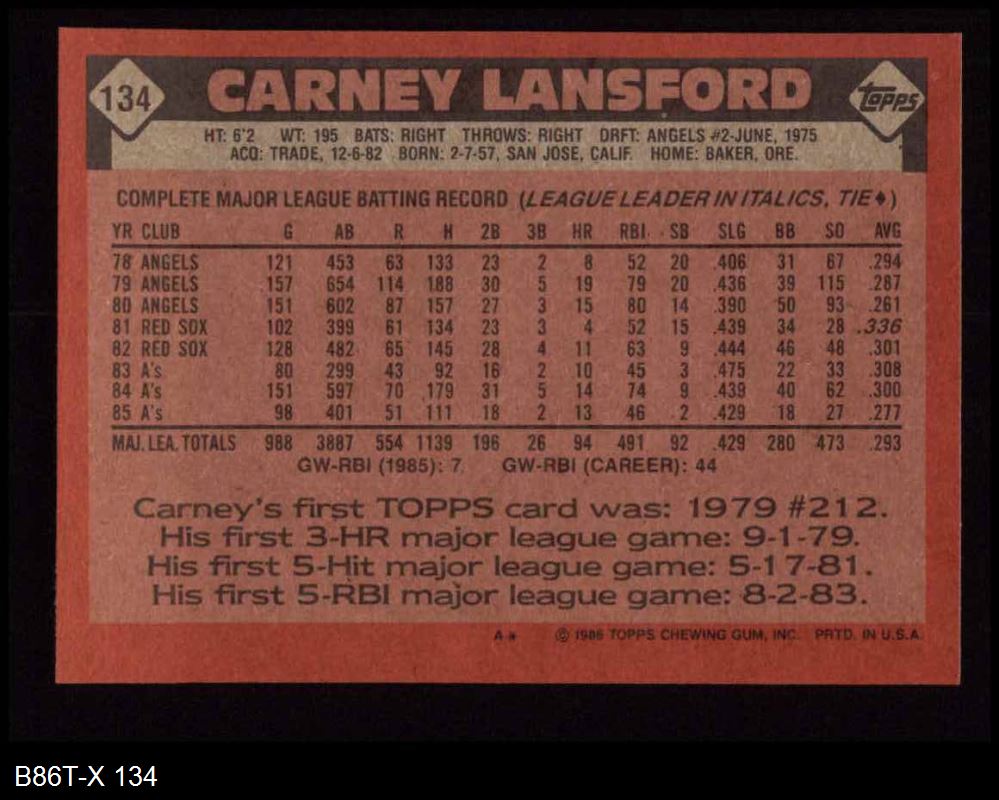 134 CARNEY LANSFORD Topps
HT: 6'2 WT: 195 BATS: RIGHT THROWS: RIGHT DRFT: ANGELS #2-JUNE, 1975
ACQ: TRADE, 12-6-82 BORN: 2-7-57, SAN JOSE, CALIF. HOME: BAKER, ORE.
COMPLETE MAJOR LEAGUE BATTING RECORD (LEAGUE LEADER IN ITALICS, TIE♦)
YR CLUB G AB R H 2B 3B HR RBI SB SLG BB SO AVG
78 ANGELS 121 453 63 133 23 2 8 52 20 .406 31 67 .294
79 ANGELS 157 654 114 188 30 5 19 79 20 .436 39 115 .287
80 ANGELS 151 602 87 157 27 3 15 80 14 .390 50 93 .261
81 RED SOX 102 399 61 134 23 3 4 52 15 .439 34 28 .336
82 RED SOX 128 482 65 145 28 4 11 63 9 .444 46 48 .301
83 A's 80 299 43 92 16 2 10 45 3 .475 22 33 .308
84 A's 151 597 70 179 31 5 14 74 9 .439 40 62 .300
85 A's 98 401 51 111 18 2 13 46 2 .429 18 27 .277
MAJ. LEA. TOTALS 988 3887 554 1139 196 26 94 491 92 .429 280 473 .293
GW-RBI (1985): 7 GW-RBI (CAREER): 44
Carney's first TOPPS card was: 1979 #212.
His first 3-HR major league game: 9-1-79.
His first 5-Hit major league game: 5-17-81.
His first 5-RBI major league game: 8-2-83.
A* © 1986 TOPPS CHEWING GUM, INC. PRTD. IN U.S.A.
B86T-X 134